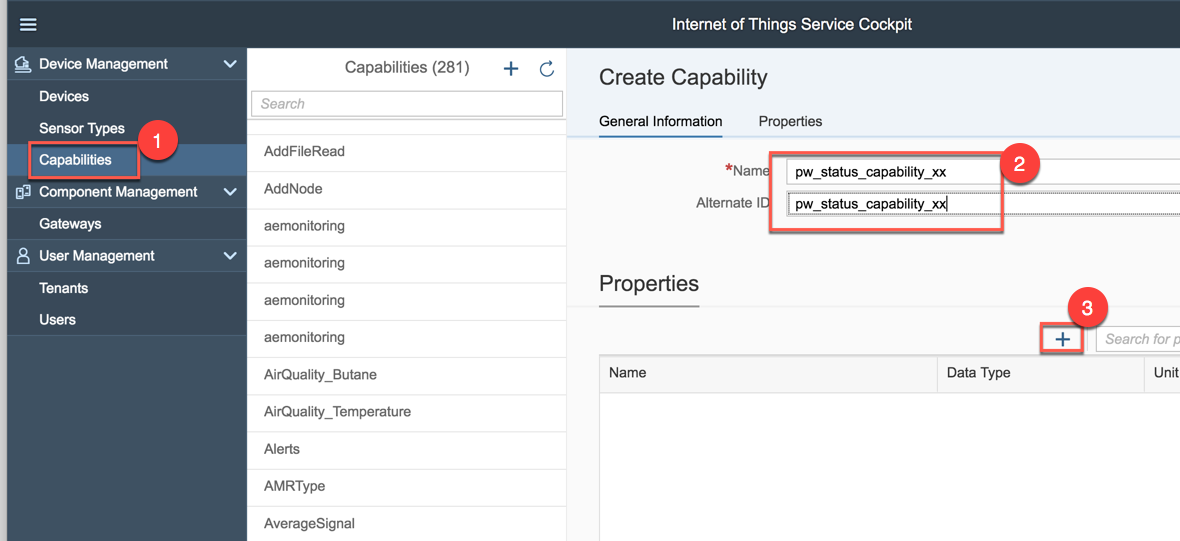 Internet of Things Service Cockpit
Device Management
Devices
Sensor Types
Capabilities
1
Component Management
Gateways
User Management
Tenants
Users
Capabilities (281)
Search
AddFileRead
AddNode
aemonitoring
aemonitoring
aemonitoring
aemonitoring
AirQuality_Butane
AirQuality_Temperature
Alerts
AMRType
AverageSignal
Create Capability
General Information Properties
*Name pw_status_capability_xx
2
Alternate ID pw_status_capability_xx
Properties
3
+ Search for p
Name Data Type Unit